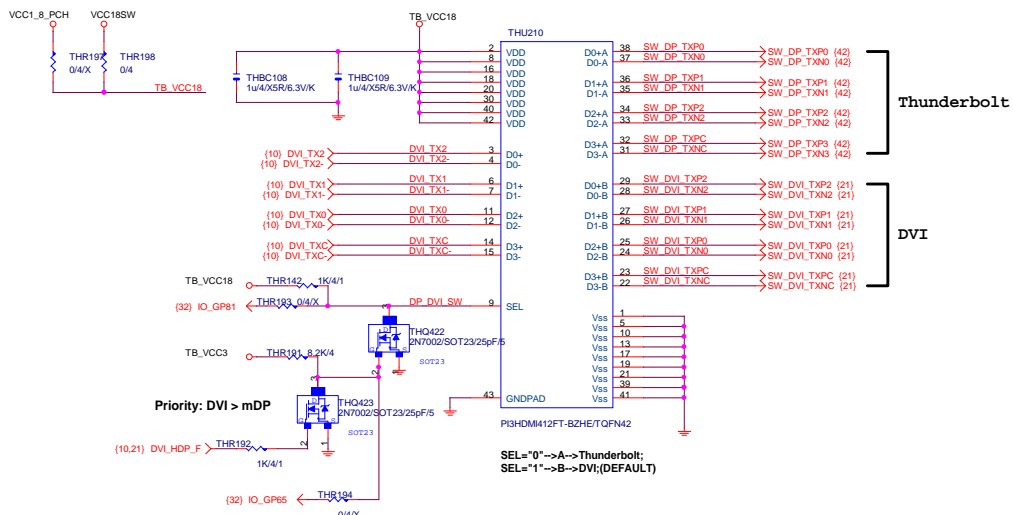 VCC1_8_PCH VCC18SW
THR197 THR198
0/4/X 0/4
TB_VCC18
TB_VCC18
THBC108
1u/4/X5R/6.3V/K
THBC109
1u/4/X5R/6.3V/K
THU210
2 VDD
8 VDD
16 VDD
18 VDD
20 VDD
30 VDD
40 VDD
42 VDD
D0+A 38 SW_DP_TXP0 SW_DP_TXP0 {42}
D0-A 37 SW_DP_TXN0 SW_DP_TXN0 {42}
D1+A 36 SW_DP_TXP1 SW_DP_TXP1 {42}
D1-A 35 SW_DP_TXN1 SW_DP_TXN1 {42}
D2+A 34 SW_DP_TXP2 SW_DP_TXP2 {42}
D2-A 33 SW_DP_TXN2 SW_DP_TXN2 {42}
D3+A 32 SW_DP_TXPC SW_DP_TXP3 {42}
D3-A 31 SW_DP_TXNC SW_DP_TXN3 {42}
Thunderbolt
{10} DVI_TX2 DVI_TX2 3 D0+
{10} DVI_TX2- DVI_TX2- 4 D0-
{10} DVI_TX1 DVI_TX1 6 D1+
{10} DVI_TX1- DVI_TX1- 7 D1-
{10} DVI_TX0 DVI_TX0 11 D2+
{10} DVI_TX0- DVI_TX0- 12 D2-
{10} DVI_TXC DVI_TXC 14 D3+
{10} DVI_TXC- DVI_TXC- 15 D3-
D0+B 29 SW_DVI_TXP2 SW_DVI_TXP2 {21}
D0-B 28 SW_DVI_TXN2 SW_DVI_TXN2 {21}
D1+B 27 SW_DVI_TXP1 SW_DVI_TXP1 {21}
D1-B 26 SW_DVI_TXN1 SW_DVI_TXN1 {21}
D2+B 25 SW_DVI_TXP0 SW_DVI_TXP0 {21}
D2-B 24 SW_DVI_TXN0 SW_DVI_TXN0 {21}
D3+B 23 SW_DVI_TXPC SW_DVI_TXPC {21}
D3-B 22 SW_DVI_TXNC SW_DVI_TXNC {21}
DVI
TB_VCC18 THR142 1K/4/1
{32} IO_GP81 THR193 0/4/X DP_DVI_SW 9 SEL
3
D
G S
2 1
THQ422
2N7002/SOT23/25pF/5
SOT23
Vss 1
Vss 5
Vss 10
Vss 13
Vss 17
Vss 19
Vss 21
Vss 39
Vss 41
TB_VCC3 THR191 8.2K/4
3
D
G S
2 1
THQ423
2N7002/SOT23/25pF/5
SOT23
43 GNDPAD
Priority: DVI > mDP
PI3HDMI412FT-BZHE/TQFN42
{10,21} DVI_HDP_F THR192
1K/4/1
SEL="0"-->A-->Thunderbolt;
SEL="1"-->B-->DVI;(DEFAULT)
{32} IO_GP65 THR194
0/4/X